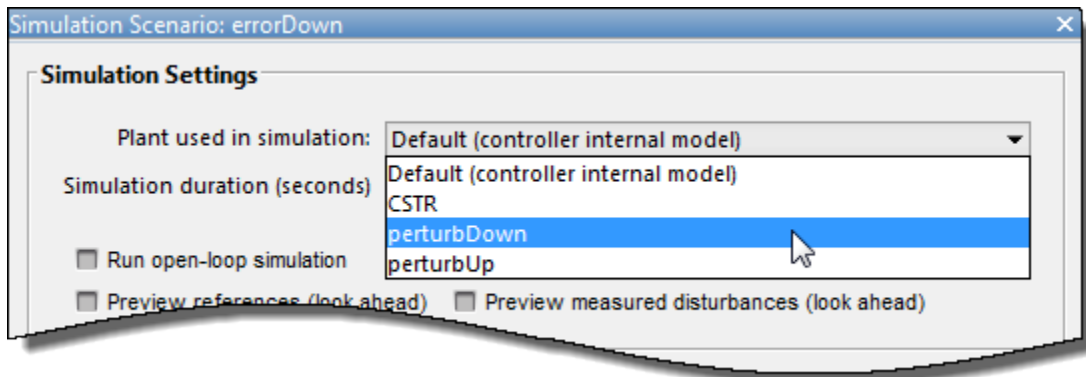 Simulation Scenario: errorDown
Simulation Settings
Plant used in simulation: Default (controller internal model)
Default (controller internal model)
Simulation duration (seconds)
CSTR
perturbDown
Run open-loop simulation
perturbUp
Preview references (look ahead) Preview measured disturbances (look ahead)